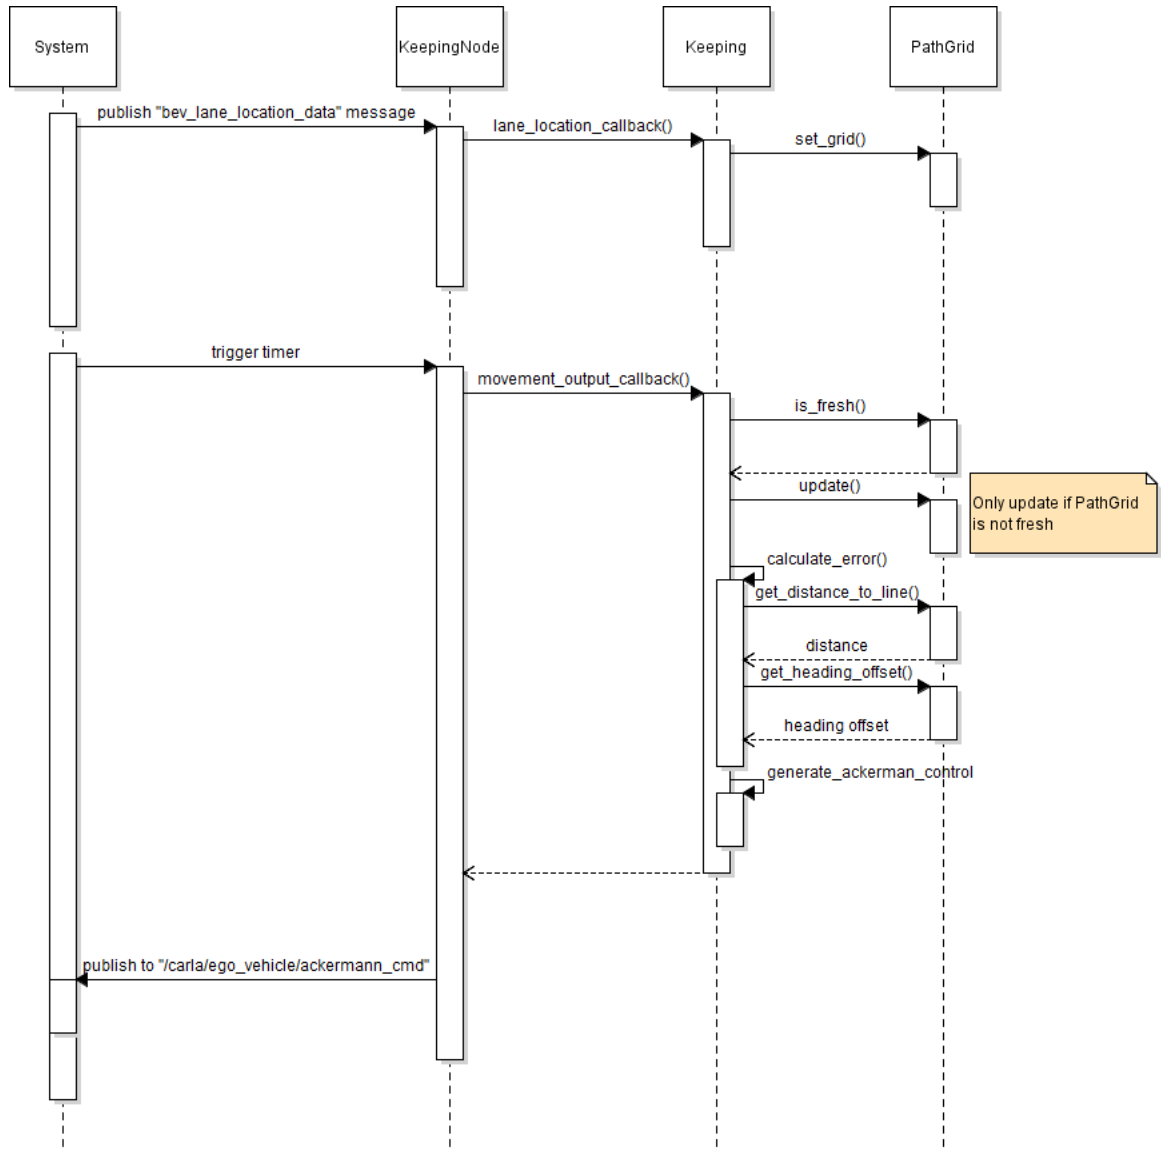 System
KeepingNode
Keeping
PathGrid
publish "bev_lane_location_data" message
lane_location_callback()
set_grid()
trigger timer
movement_output_callback()
is_fresh()
update()
Only update if PathGrid
is not fresh
calculate_error()
get_distance_to_line()
distance
get_heading_offset()
heading offset
generate_ackerman_control
publish to "/carla/ego_vehicle/ackermann_cmd"